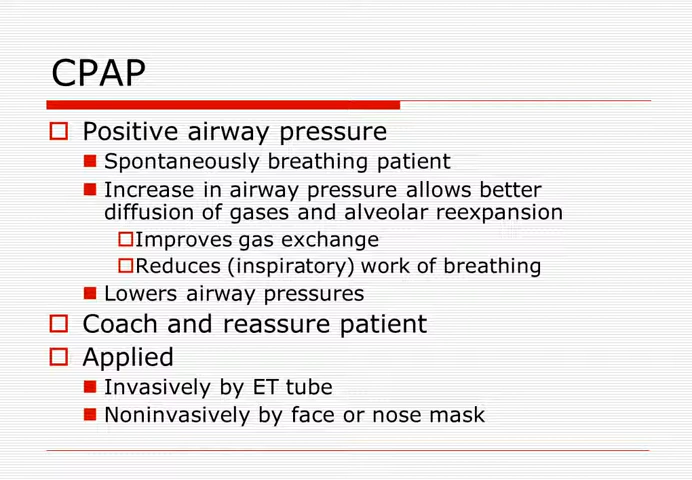 CPAP
Positive airway pressure
Spontaneously breathing patient
Increase in airway pressure allows better
diffusion of gases and alveolar reexpansion
Improves gas exchange
Reduces (inspiratory) work of breathing
Lowers airway pressures
Coach and reassure patient
Applied
Invasively by ET tube
Noninvasively by face or nose mask